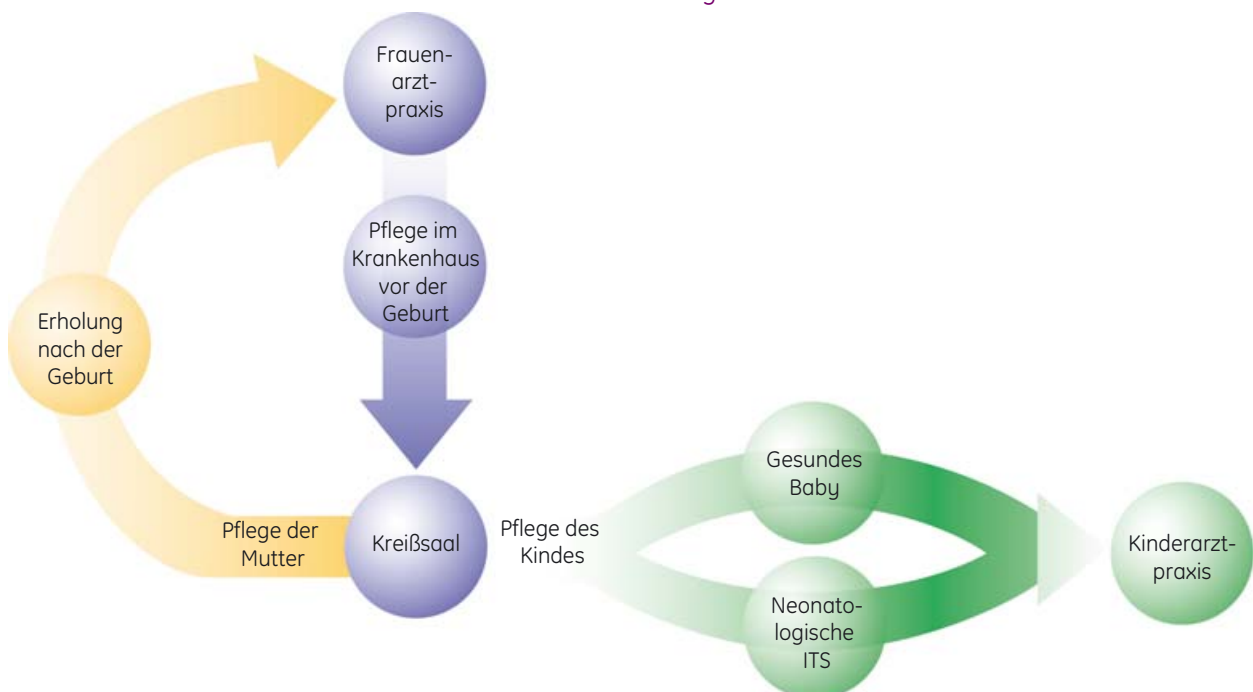 Frauen-
arzt-
praxis
Pflege im
Krankenhaus
vor der
Geburt
Erholung
nach der
Geburt
Pflege der
Mutter
Kreißsaal
Pflege des
Kindes
Gesundes
Baby
Neonato-
logische
ITS
Kinderarzt-
praxis